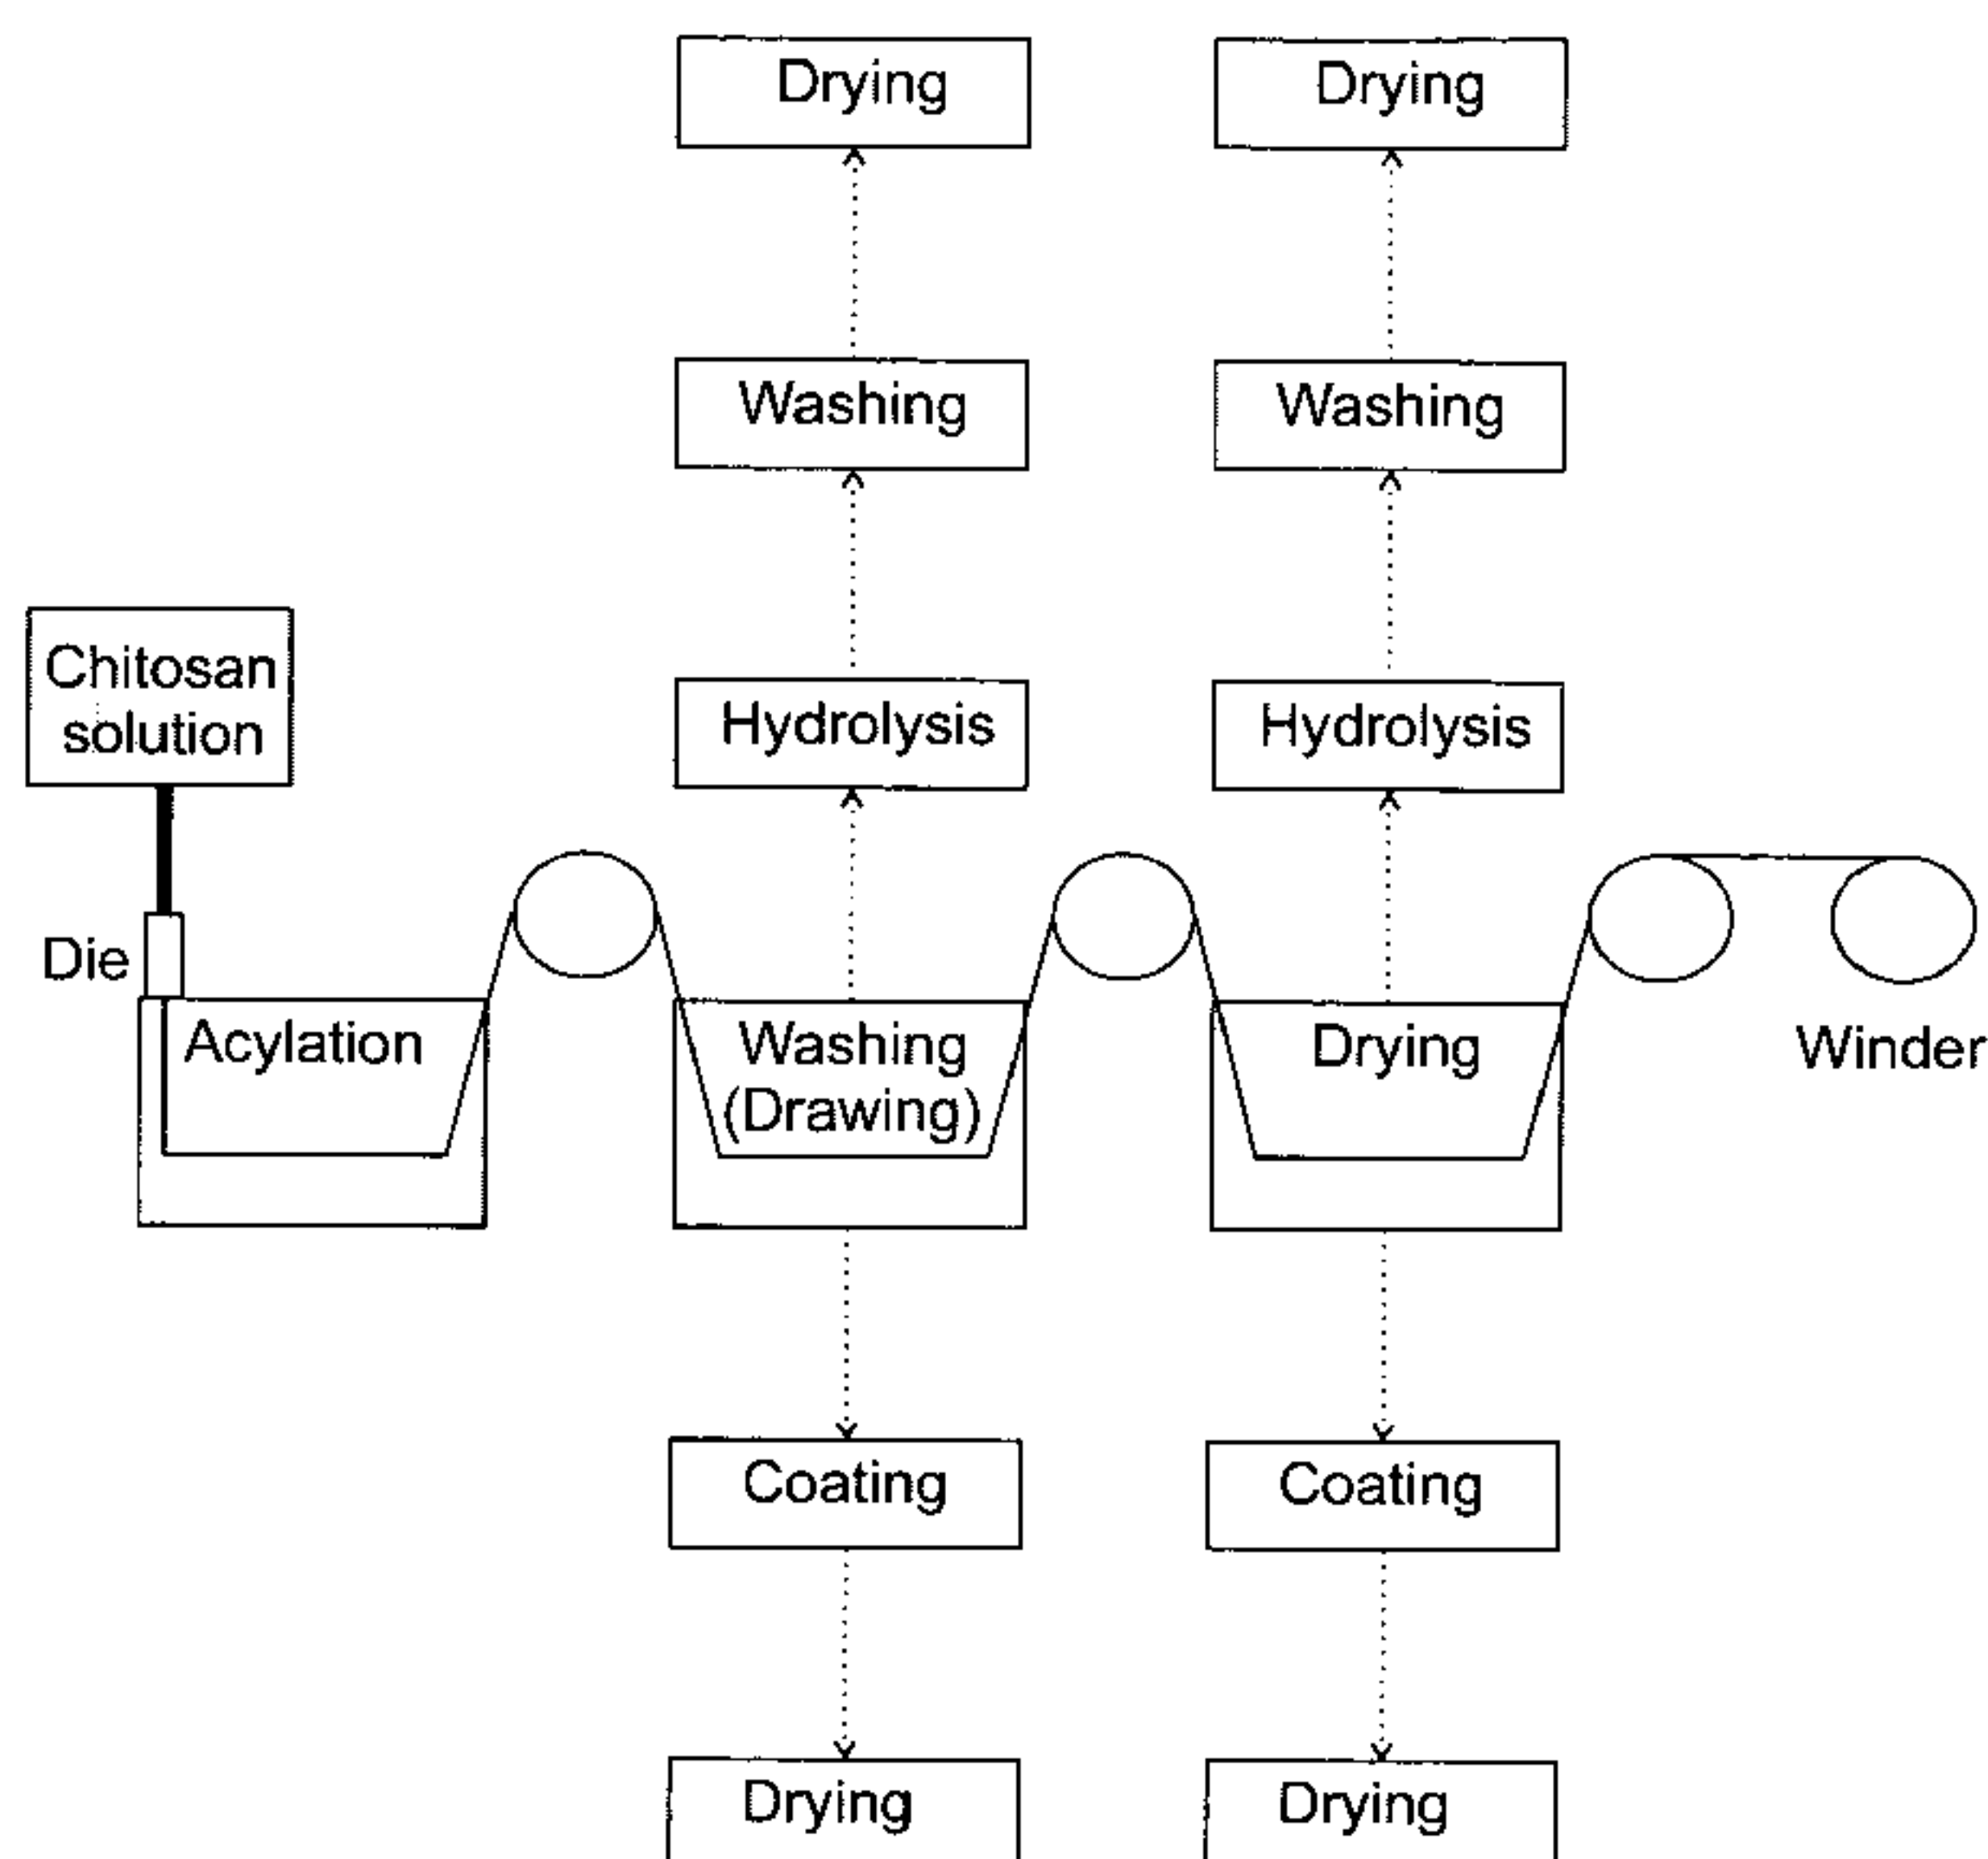 Drying
Drying
Washing
Washing
Chitosan
solution
Hydrolysis
Hydrolysis
Die
Acylation
Washing
(Drawing)
Drying
Winder
Coating
Coating
Drying
Drying